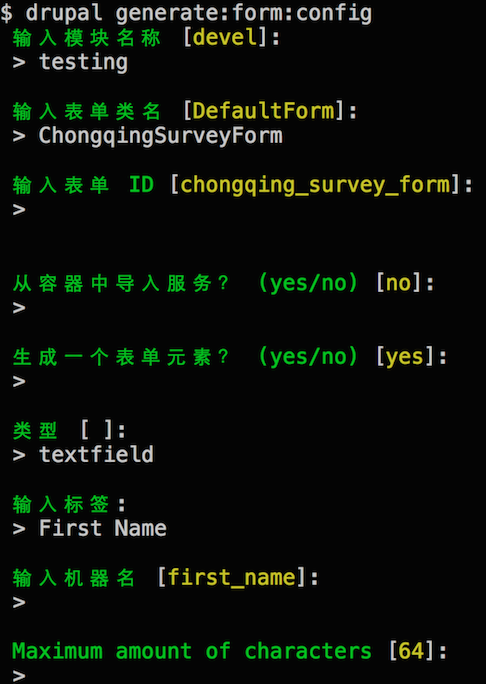 $ drupal generate:form:config
输入模块名称 [devel]:
> testing
输入表单类名 [DefaultForm]:
> ChongqingSurveyForm
输入表单 ID [chongqing_survey_form]:
>
从容器中导入服务? (yes/no) [no]:
>
生成一个表单元素? (yes/no) [yes]:
>
类型 [ ]:
> textfield
输入标签:
> First Name
输入机器名 [first_name]:
>
Maximum amount of characters [64]:
>